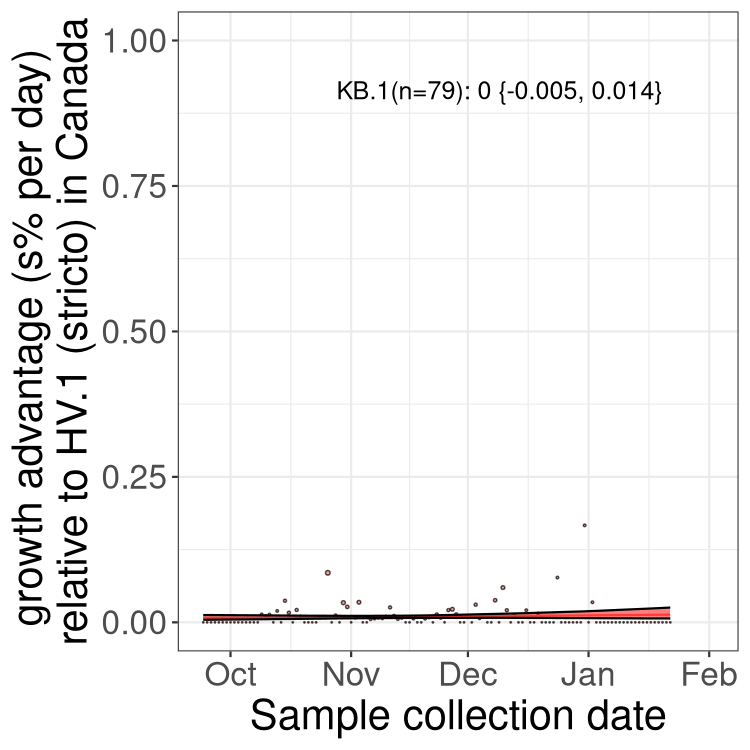 growth advantage (s% per day)
relative to HV.1 (stricto) in Canada
1.00
0.75
0.50
0.25
0.00
KB.1(n=79): 0 {-0.005, 0.014}
Oct Nov Dec Jan Feb
Sample collection date